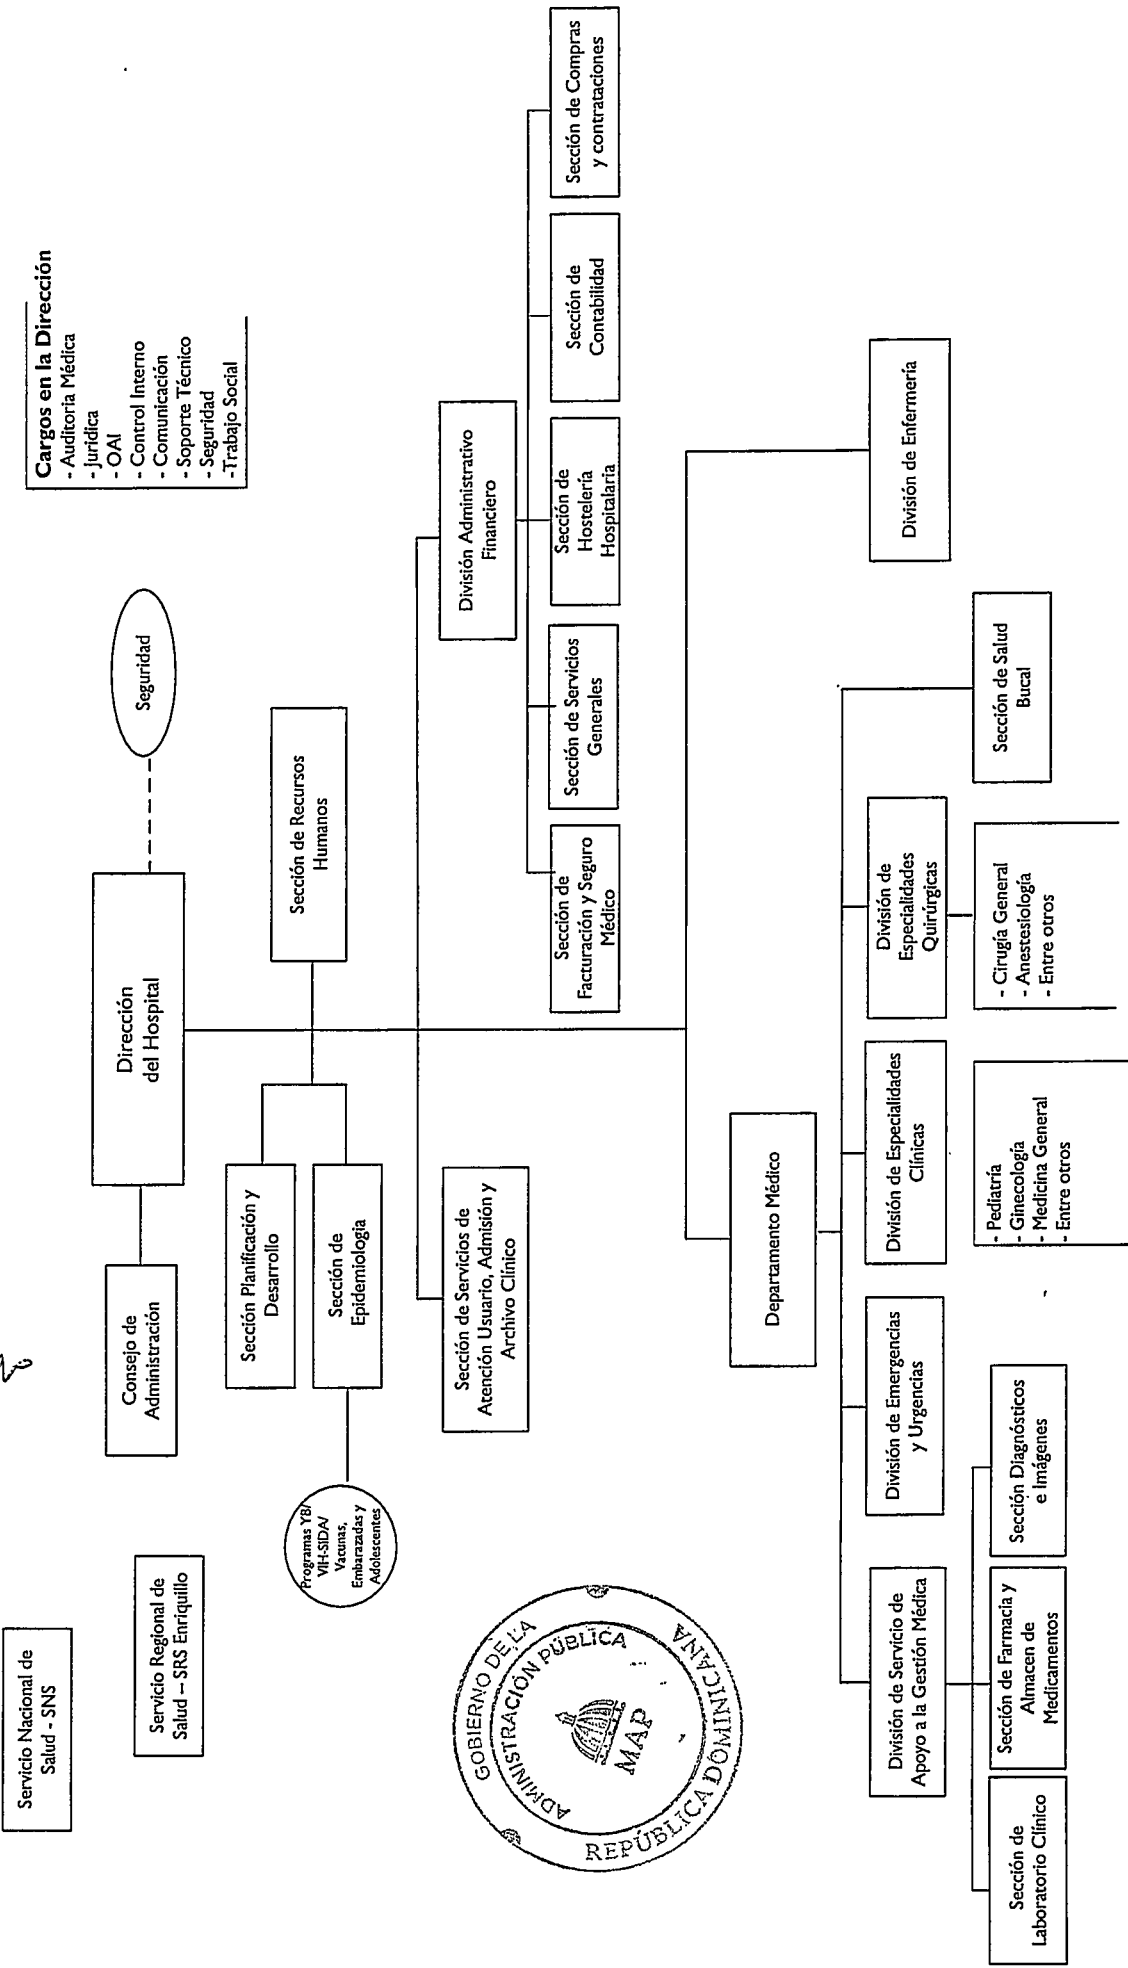 Servicio Nacional de
Salud - SNS
Servicio Regional de
Salud – SRS Enriquillo
Consejo de
Administración
Dirección
del Hospital
Seguridad
Cargos en la Dirección
- Auditoria Médica
- Jurídica
- OAI
- Control Interno
- Comunicación
- Soporte Técnico
- Seguridad
-Trabajo Social
Sección Planificación y
Desarrollo
Sección de
Epidemiología
Programas YB/
VIH-SIDA/
Vacunas,
Embarazadas y
Adolescentes
Sección de Recursos
Humanos
Sección de Servicios de
Atención Usuario, Admisión y
Archivo Clínico
División Administrativo
Financiero
Sección de
Facturación y Seguro
Médico
Sección de Servicios
Generales
Sección de
Hostelería
Hospitalaria
Sección de
Contabilidad
Sección de Compras
y contrataciones
GOBIERNO DE LA
REPÚBLICA DOMINICANA
ADMINISTRACIÓN PÚBLICA
MAP
Departamento Médico
División de Enfermería
División de Servicio de
Apoyo a la Gestión Médica
División de Emergencias
y Urgencias
División de Especialidades
Clínicas
División de
Especialidades
Quirúrgicas
Sección de Salud
Bucal
Sección de
Laboratorio Clínico
Sección de Farmacia y
Almacen de
Medicamentos
Sección Diagnósticos
e Imágenes
- Pediatría
- Ginecología
- Medicina General
- Entre otros
- Cirugía General
- Anestesiología
- Entre otros